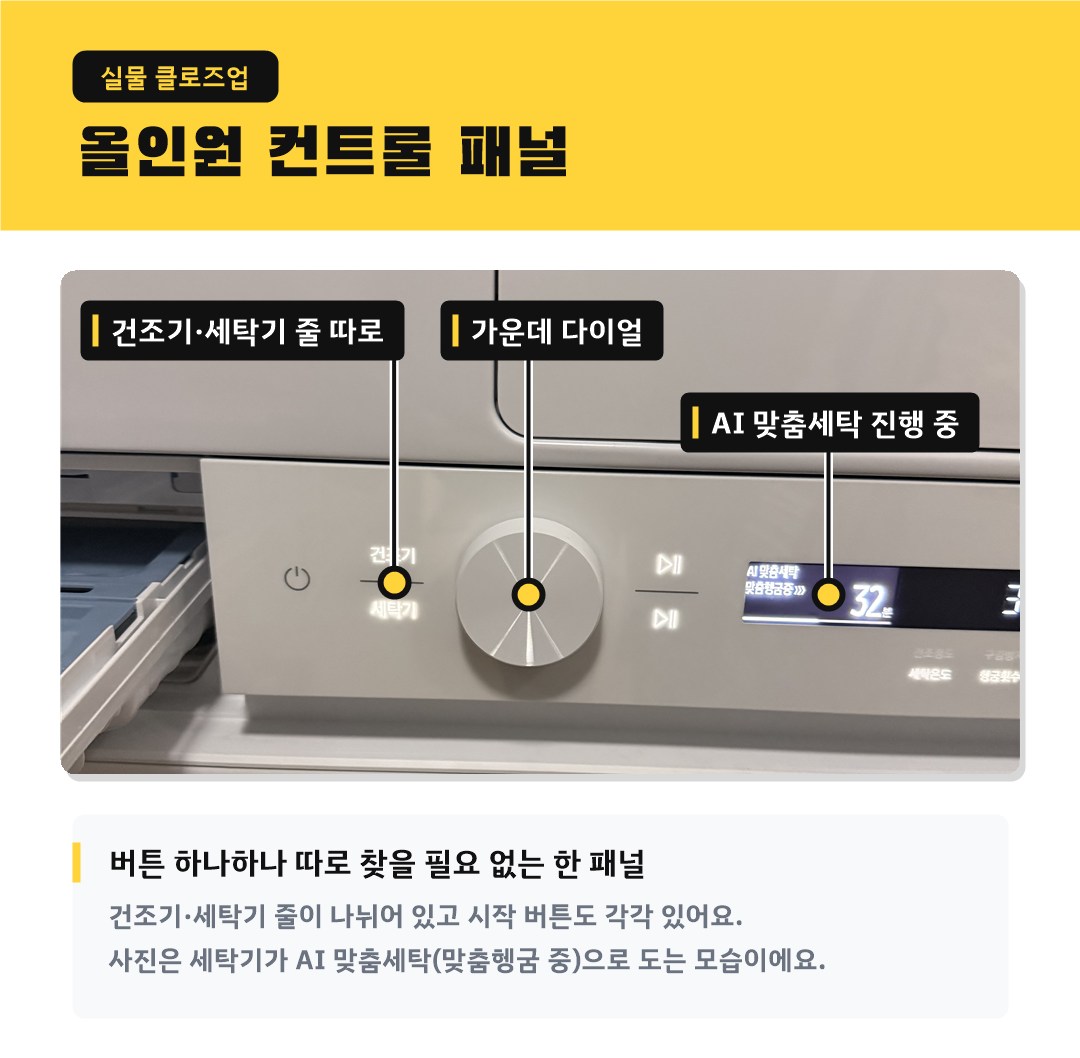 실물 클로즈업
올인원 컨트롤 패널
건조기·세탁기 줄 따로
가운데 다이얼
AI 맞춤세탁 진행 중
건조기
세탁기
AI 맞춤세탁
맞춤헹굼중
32분
세탁온도
헹굼횟수
버튼 하나하나 따로 찾을 필요 없는 한 패널
건조기·세탁기 줄이 나뉘어 있고 시작 버튼도 각각 있어요.
사진은 세탁기가 AI 맞춤세탁(맞춤헹굼 중)으로 도는 모습이에요.